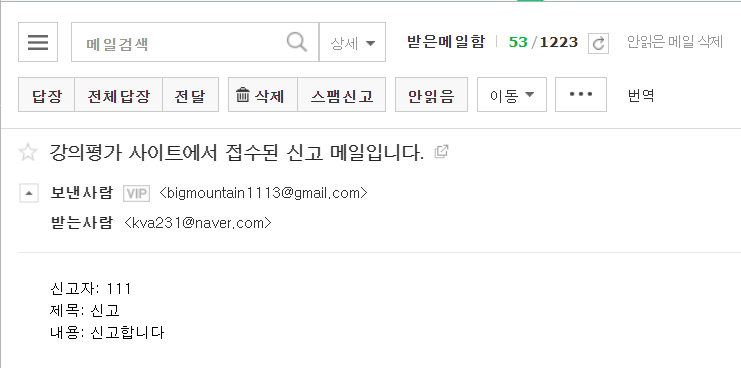 메일검색 상세 받은메일함 53 / 1223 안읽은 메일 삭제
답장 전체답장 전달 삭제 스팸신고 안읽음 이동 ••• 번역
강의평가 사이트에서 접수된 신고 메일입니다.
보낸사람 VIP <bigmountain1113@gmail.com>
받는사람 <kva231@naver.com>
신고자: 111
제목: 신고
내용: 신고합니다